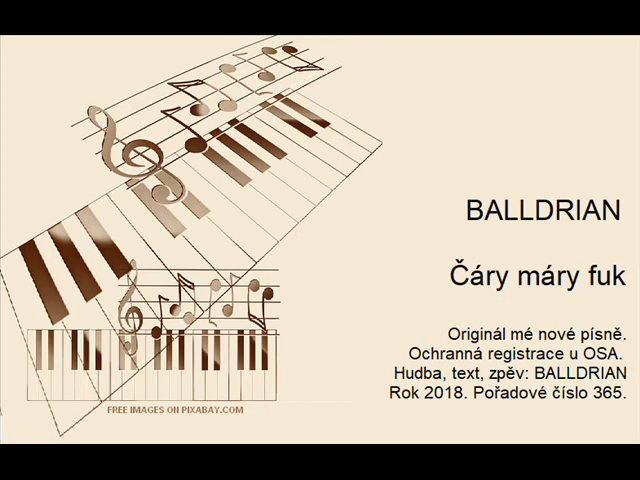 BALLDRIAN
Čáry máry fuk
Originál mé nové písně.
Ochranná registrace u OSA.
Hudba, text, zpěv: BALLDRIAN
Rok 2018. Pořadové číslo 365.
FREE IMAGES ON PIXABAY.COM